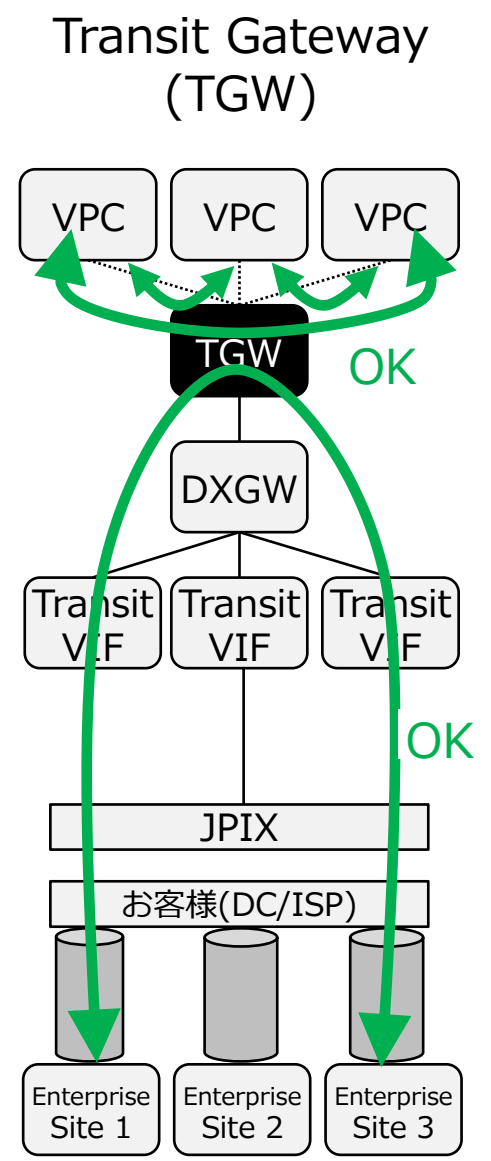 Transit Gateway
(TGW)
VPC VPC VPC
TGW
OK
DXGW
Transit Transit Transit
VIF VIF VIF
OK
JPIX
お客様(DC/ISP)
Enterprise Enterprise Enterprise
Site 1 Site 2 Site 3